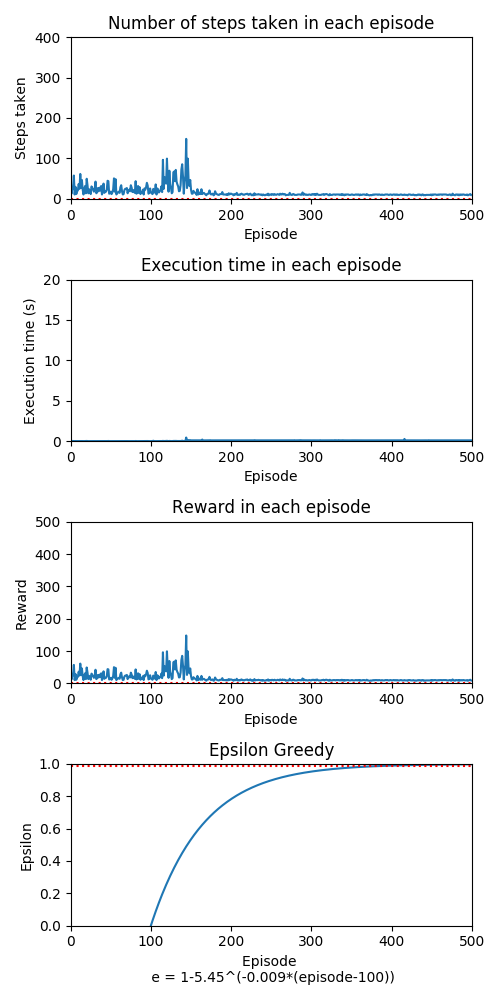 Number of steps taken in each episode
400
300
200
100
0
Steps taken
0 100 200 300 400 500
Episode
Execution time in each episode
20
15
10
5
0
Execution time (s)
0 100 200 300 400 500
Episode
Reward in each episode
500
400
300
200
100
0
Reward
0 100 200 300 400 500
Episode
Epsilon Greedy
1.0
0.8
0.6
0.4
0.2
0.0
Epsilon
0 100 200 300 400 500
Episode
e = 1-5.45^(-0.009*(episode-100))